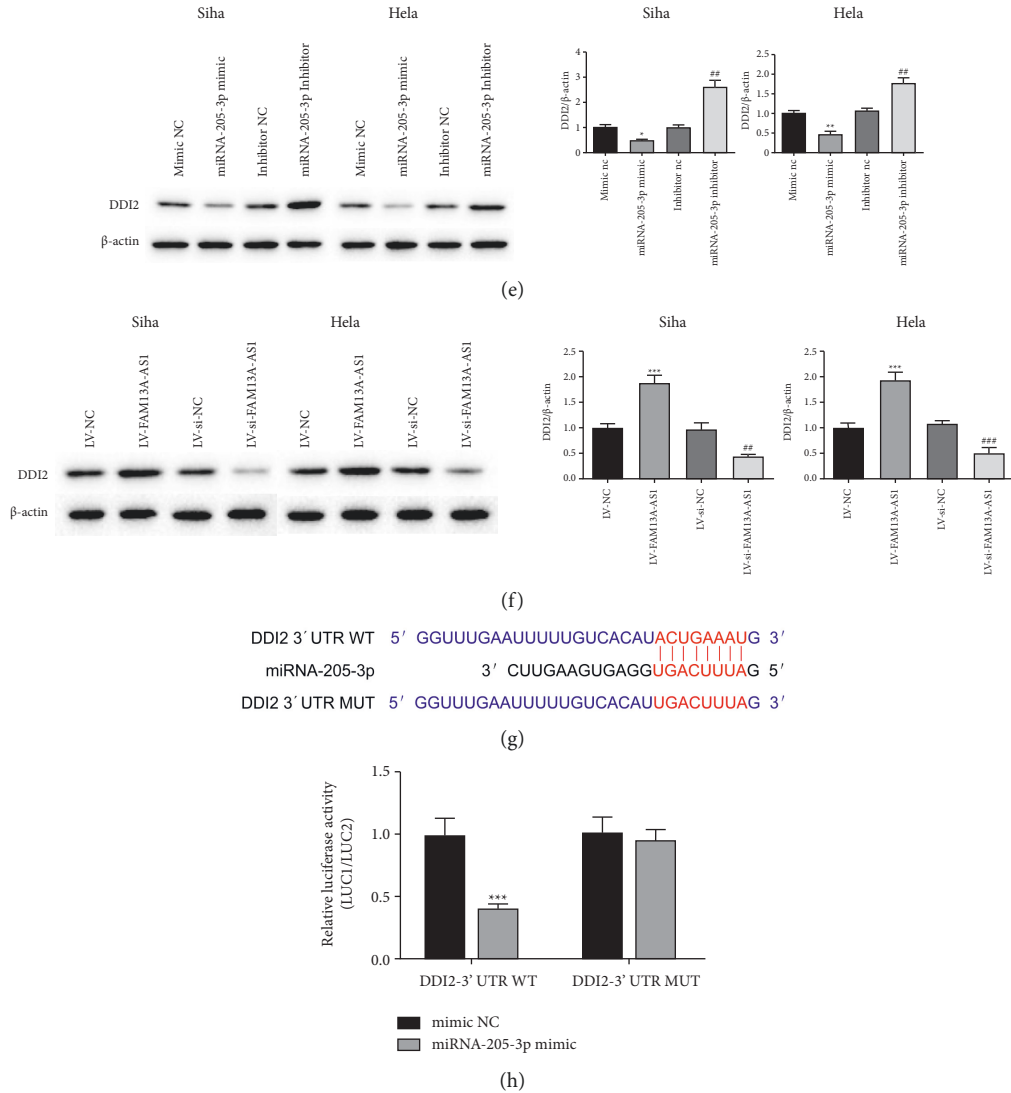 Siha Hela
Mimic NC
miRNA-205-3p mimic
Inhibitor NC
miRNA-205-3p Inhibitor
Mimic NC
miRNA-205-3p mimic
Inhibitor NC
miRNA-205-3p Inhibitor
DDI2
β-actin
Siha
DDI2/β-actin
4
3
2
1
0
*
##
Mimic nc
miRNA-205-3p mimic
Inhibitor nc
miRNA-205-3p inhibitor
Hela
DDI2/β-actin
2.5
2.0
1.5
1.0
0.5
0.0
**
##
Mimic nc
miRNA-205-3p mimic
Inhibitor nc
miRNA-205-3p inhibitor
(e)
Siha Hela
LV-NC
LV-FAM13A-AS1
LV-si-NC
LV-si-FAM13A-AS1
LV-NC
LV-FAM13A-AS1
LV-si-NC
LV-si-FAM13A-AS1
DDI2
β-actin
Siha
DDI2/β-actin
2.5
2.0
1.5
1.0
0.5
0.0
***
##
LV-NC
LV-FAM13A-AS1
LV-si-NC
LV-si-FAM13A-AS1
Hela
DDI2/β-actin
2.5
2.0
1.5
1.0
0.5
0.0
***
###
LV-NC
LV-FAM13A-AS1
LV-si-NC
LV-si-FAM13A-AS1
(f)
DDI2 3′ UTR WT 5′ GGUUUGAAUUUUUGUCACAUACUGAAAUG 3′
miRNA-205-3p 3′ CUUGAAGUGAGGUGACUUUAG 5′
DDI2 3′ UTR MUT 5′ GGUUUGAAUUUUUGUCACAUUGACUUUAG 3′
(g)
Relative luciferase activity
(LUC1/LUC2)
1.5
1.0
0.5
0.0
***
DDI2-3’ UTR WT DDI2-3’ UTR MUT
mimic NC
miRNA-205-3p mimic
(h)